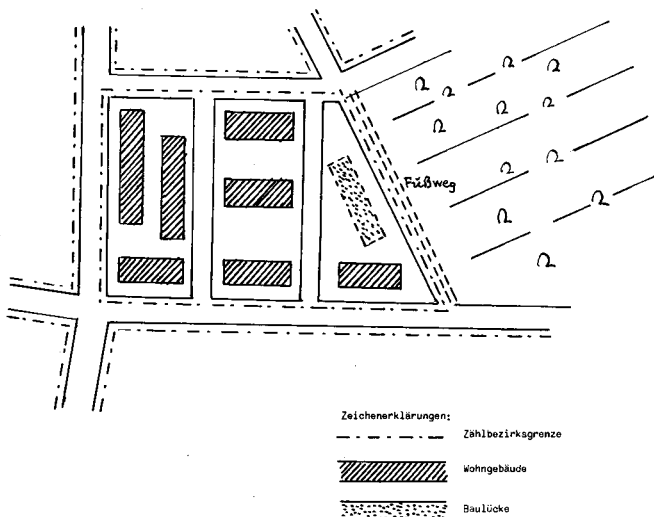 Fußweg
Zeichenerklärungen:
Zählbezirksgrenze
Wohngebäude
Baulücke